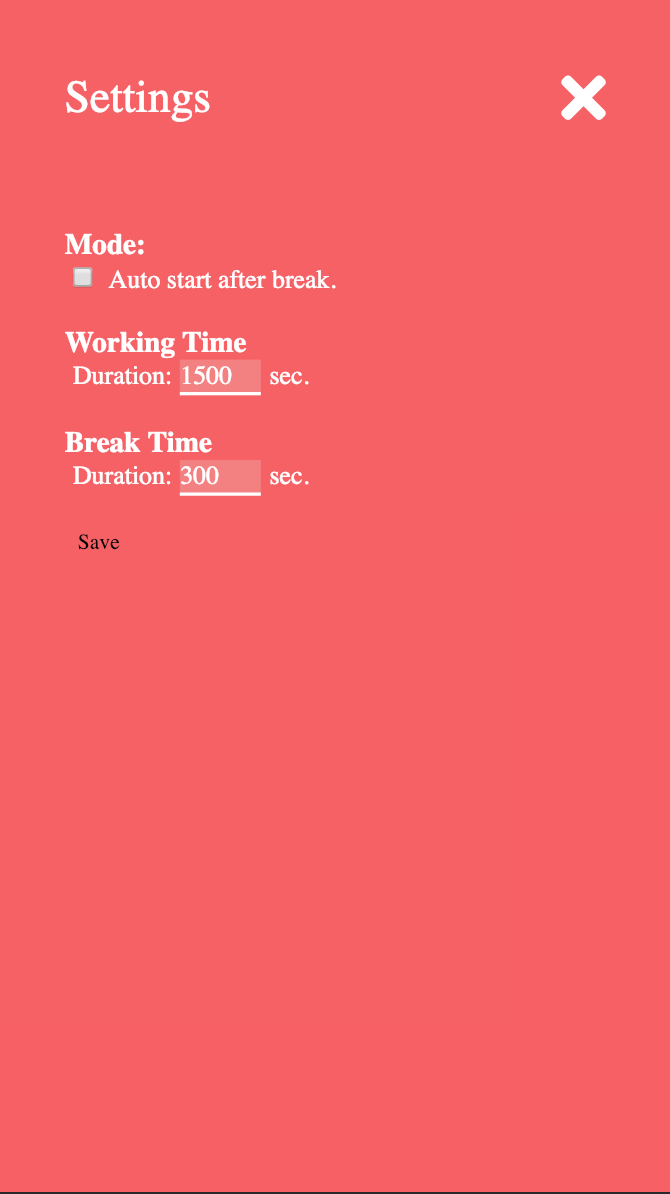 Settings
Mode:
Auto start after break.
Working Time
Duration: 1500 sec.
Break Time
Duration: 300 sec.
Save